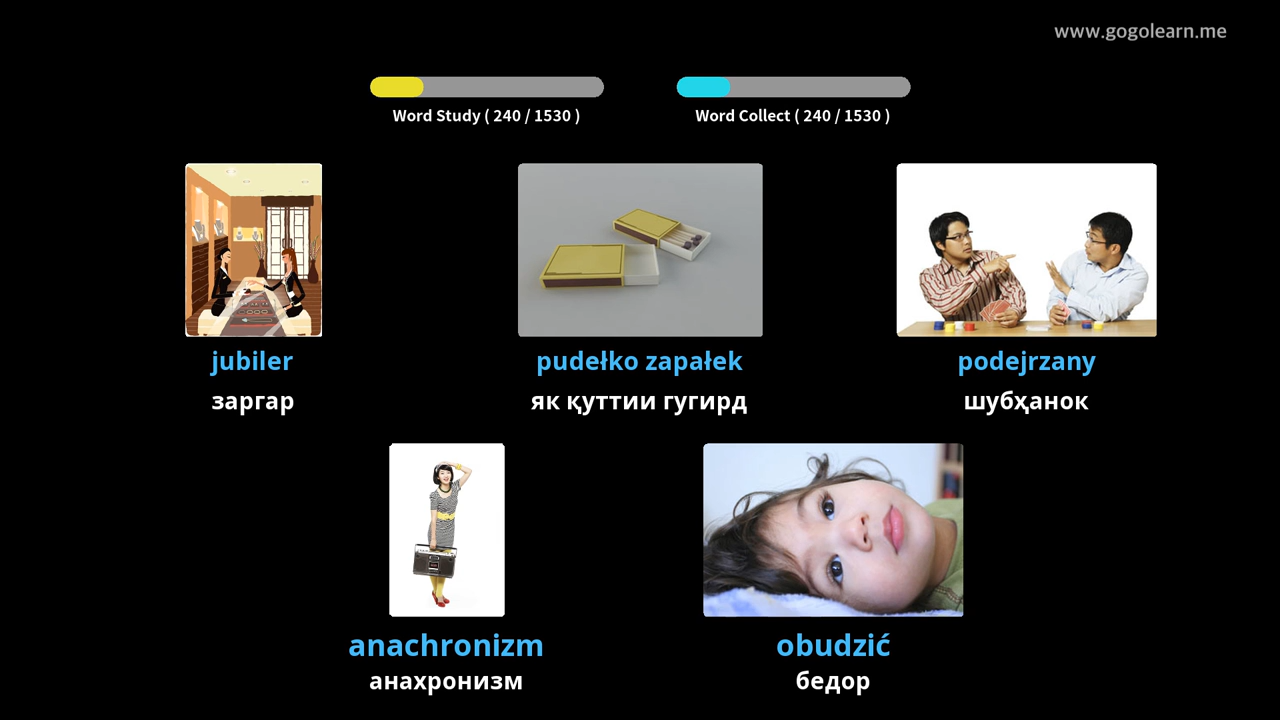 www.gogolearn.me
Word Study ( 240 / 1530 )
Word Collect ( 240 / 1530 )
jubiler
заргар
pudełko zapałek
як қуттии гугирд
podejrzany
шубҳанок
anachronizm
анахронизм
obudzić
бедор